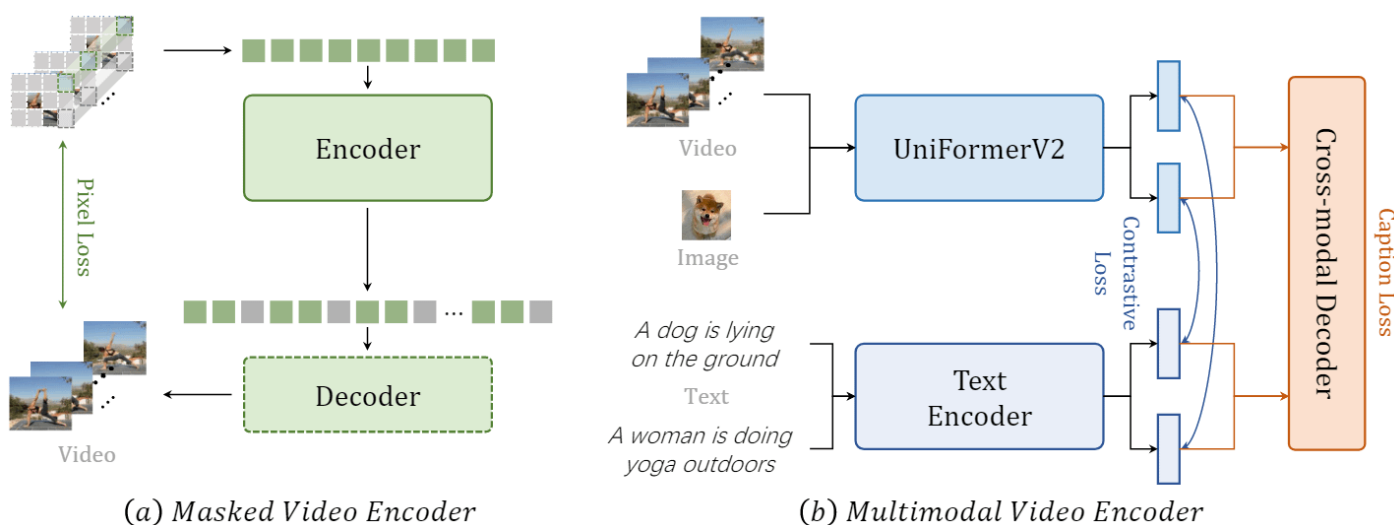 Encoder
Pixel Loss
...
Decoder
Video
(a) Masked Video Encoder
Video
Image
UniFormerV2
Contrastive
Loss
A dog is lying
on the ground
Text
A woman is doing
yoga outdoors
Text
Encoder
Cross-modal Decoder
Caption Loss
(b) Multimodal Video Encoder